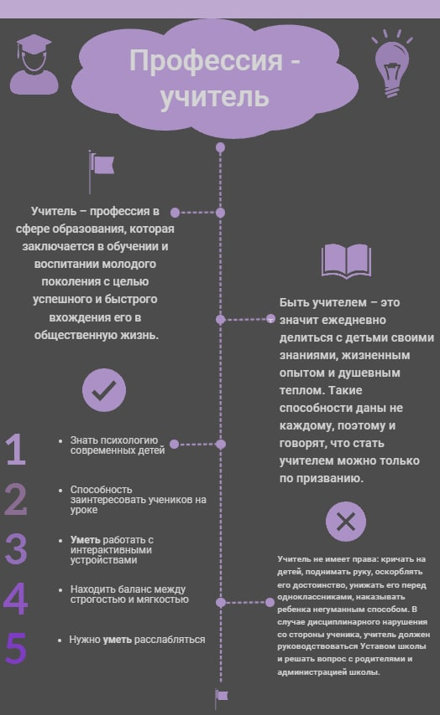 Профессия -
учитель
Учитель – профессия в
сфере образования, которая
заключается в обучении и
воспитании молодого
поколения с целью
успешного и быстрого
вхождения его в
общественную жизнь.
Быть учителем – это
значит ежедневно
делиться с детьми своими
знаниями, жизненным
опытом и душевным
теплом. Такие
способности даны не
каждому, поэтому и
говорят, что стать
учителем можно только
по призванию.
1
• Знать психологию
современных детей
2
• Способность
заинтересовать учеников на
уроке
3
• Уметь работать с
интерактивными
устройствами
4
• Находить баланс между
строгостью и мягкостью
5
• Нужно уметь расслабляться
Учитель не имеет права: кричать на
детей, поднимать руку, оскорблять
его достоинство, унижать его перед
одноклассниками, наказывать
ребенка негуманным способом. В
случае дисциплинарного нарушения
со стороны ученика, учитель должен
руководствоваться Уставом школы
и решать вопрос с родителями и
администрацией школы.